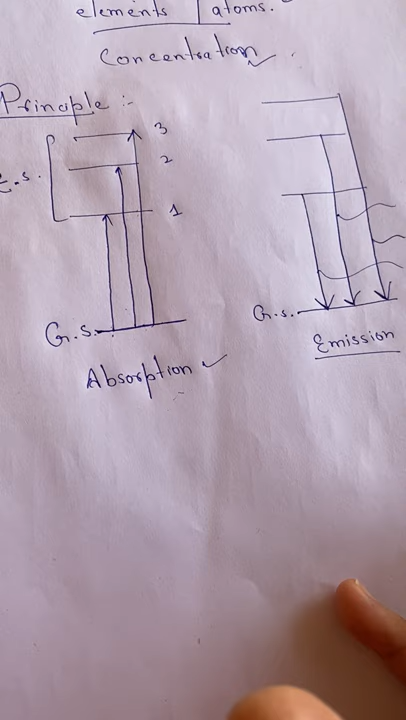 elements / atoms.
Concentration
Principle :-
E.s.
3
2
1
G.s.
Absorption
G.s.
Emission